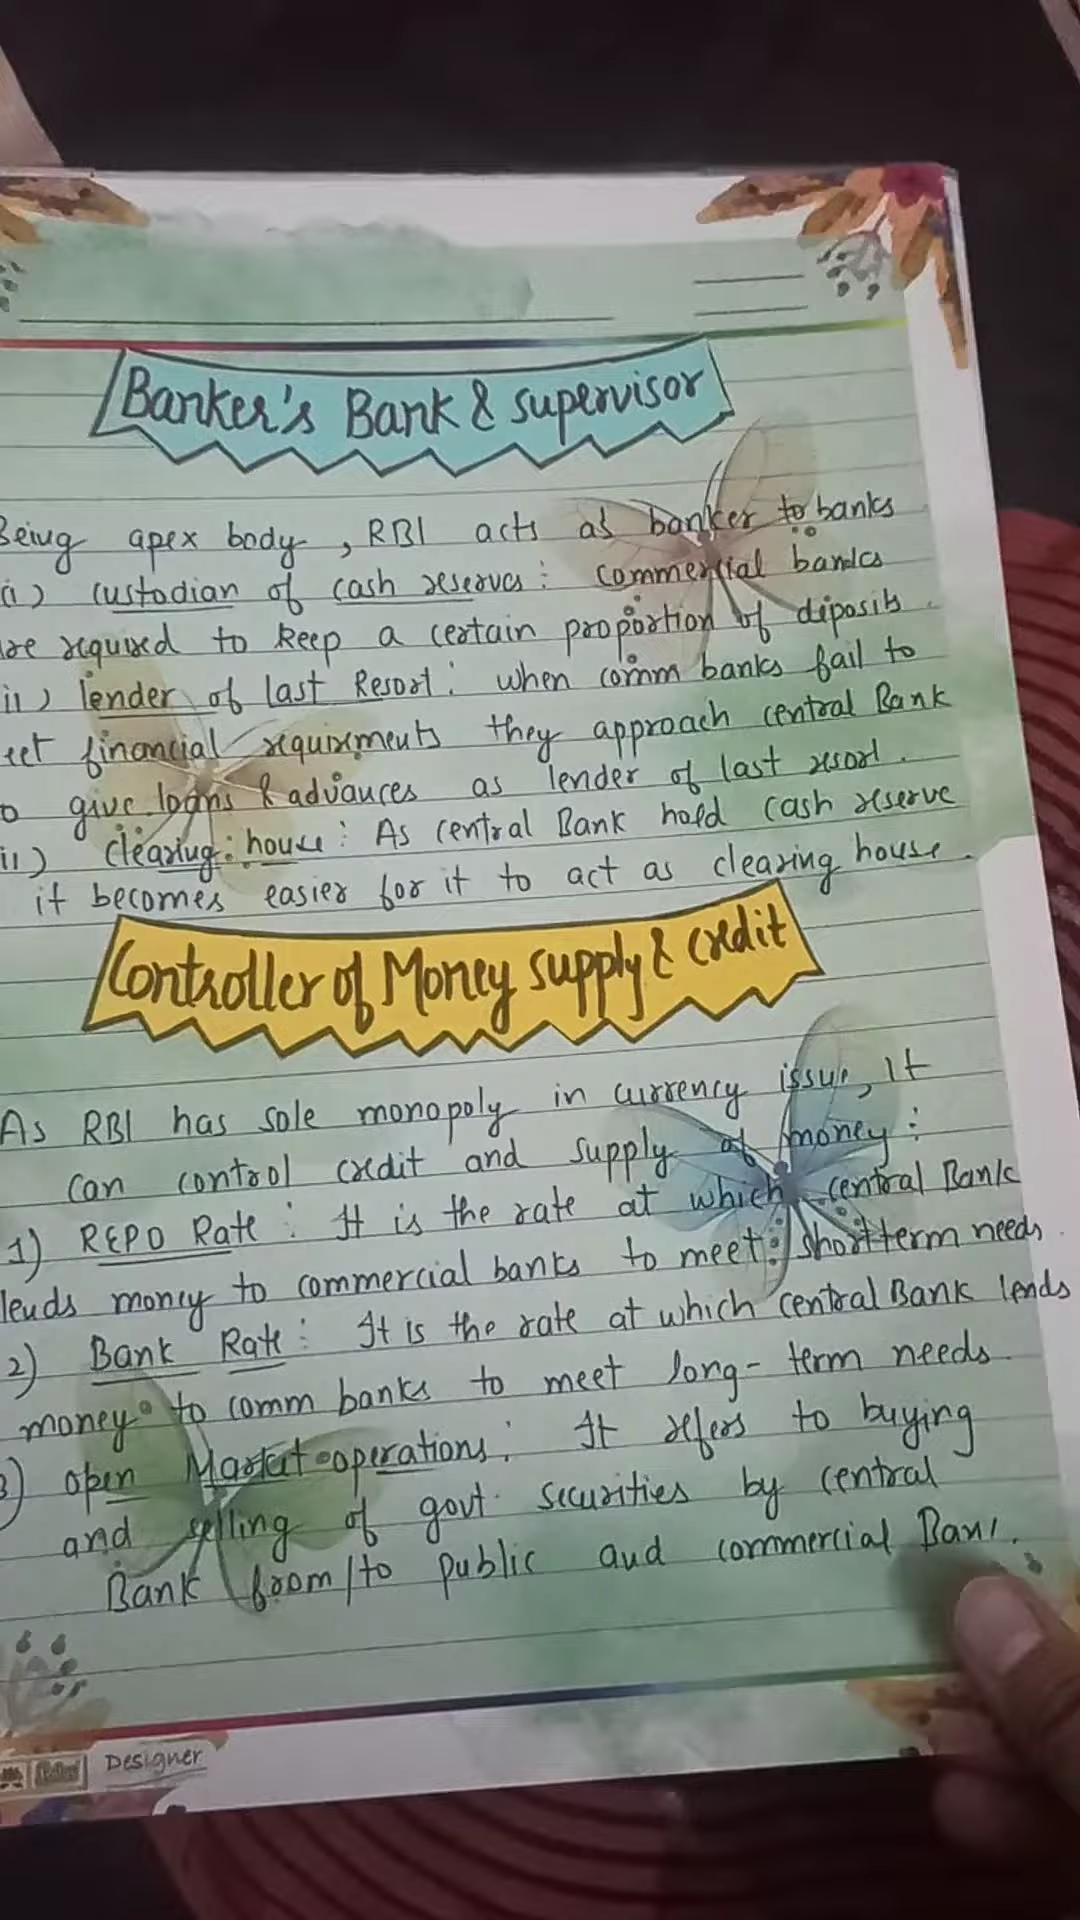 Banker's Bank & supervisor
Being apex body, RBI acts as banker to banks
(i) custodian of cash reserves: commercial banks
are required to keep a certain proportion of diposits
ii) lender of last Resort: when comm banks fail to
eet financial requirments they approach central Bank
o give loans & advances as lender of last resort.
ii) clearing house: As central Bank hold cash reserve
it becomes easier for it to act as clearing house.
Controller of Money supply & credit
As RBI has sole monopoly in currency issue, it
can control credit and supply of money:
1) REPO Rate: It is the rate at which central Bank
lends money to commercial banks to meet shortterm needs.
2) Bank Rate: It is the rate at which central Bank lends
money to comm banks to meet long-term needs.
3) open Market operations: It refers to buying
and selling of govt. securities by central
Bank from/to public and commercial Bank.
Designer